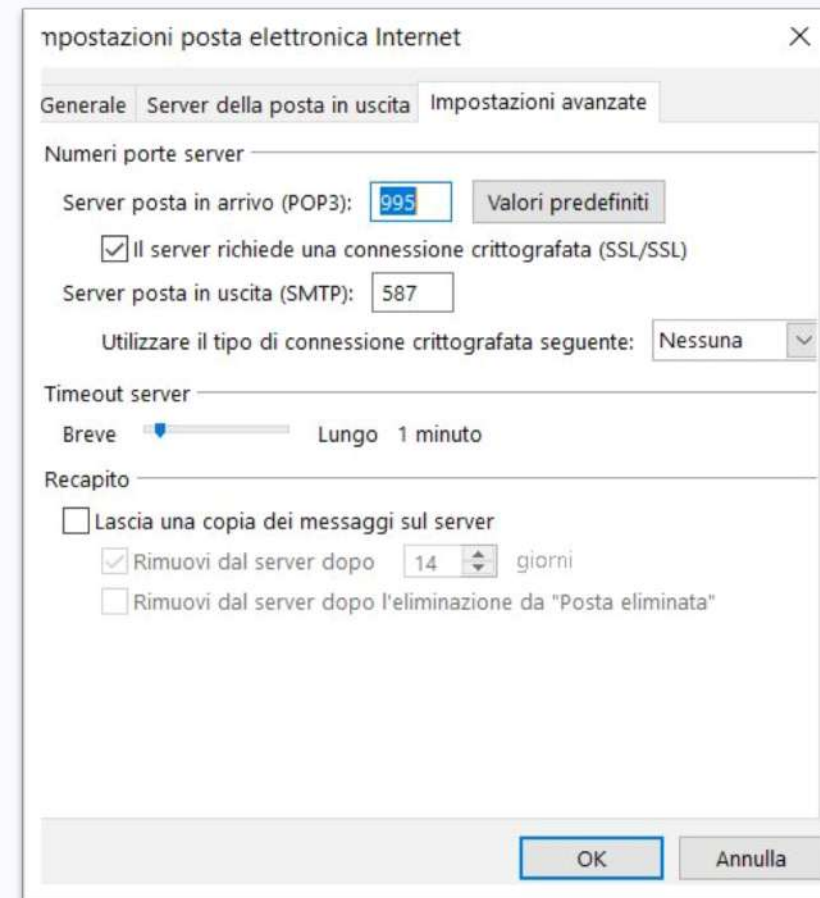 mpostazioni posta elettronica Internet
Generale Server della posta in uscita Impostazioni avanzate
Numeri porte server
Server posta in arrivo (POP3): 995 Valori predefiniti
Il server richiede una connessione crittografata (SSL/SSL)
Server posta in uscita (SMTP): 587
Utilizzare il tipo di connessione crittografata seguente: Nessuna
Timeout server
Breve Lungo 1 minuto
Recapito
Lascia una copia dei messaggi sul server
Rimuovi dal server dopo 14 giorni
Rimuovi dal server dopo l'eliminazione da "Posta eliminata"
OK Annulla